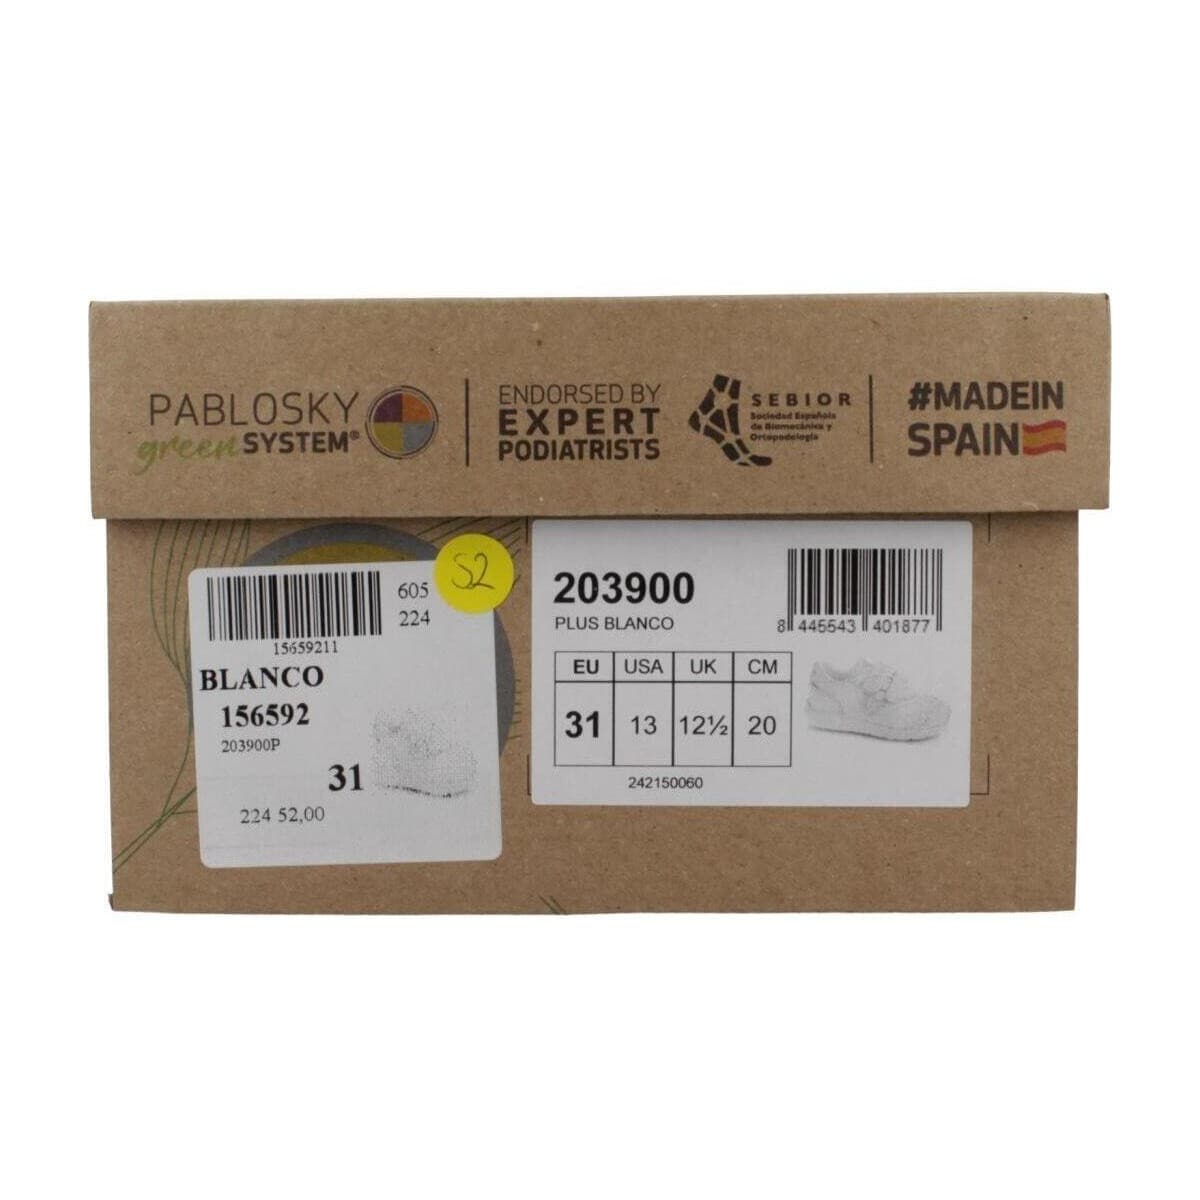 PABLOSKY
green SYSTEM®
ENDORSED BY
EXPERT
PODIATRISTS
SEBIOR
Sociedad Española
de Biomecánica y
Ortopodología
#MADEIN
SPAIN
605
224
15659211
BLANCO
156592
203900P
31
224 52,00
S2
203900
PLUS BLANCO
8 445543 401877
EU USA UK CM
31 13 12½ 20
242150060